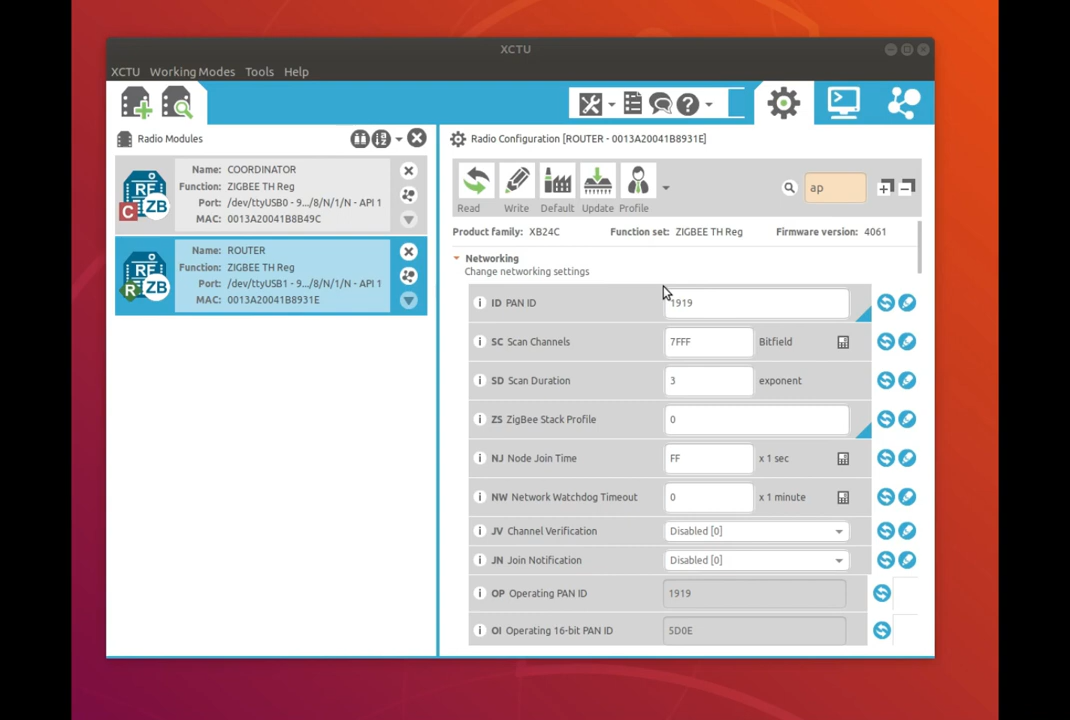 XCTU
XCTU Working Modes Tools Help
Radio Modules
Name: COORDINATOR
Function: ZIGBEE TH Reg
Port: /dev/ttyUSB0 - 9.../8/N/1/N - API 1
MAC: 0013A20041B8B49C
RF
ZB
C
Name: ROUTER
Function: ZIGBEE TH Reg
Port: /dev/ttyUSB1 - 9.../8/N/1/N - API 1
MAC: 0013A20041B8931E
RF
ZB
R
Radio Configuration [ROUTER - 0013A20041B8931E]
Read Write Default Update Profile
ap
Product family: XB24C Function set: ZIGBEE TH Reg Firmware version: 4061
Networking
Change networking settings
i ID PAN ID 1919
i SC Scan Channels 7FFF Bitfield
i SD Scan Duration 3 exponent
i ZS ZigBee Stack Profile 0
i NJ Node Join Time FF x 1 sec
i NW Network Watchdog Timeout 0 x 1 minute
i JV Channel Verification Disabled [0]
i JN Join Notification Disabled [0]
i OP Operating PAN ID 1919
i OI Operating 16-bit PAN ID 5D0E